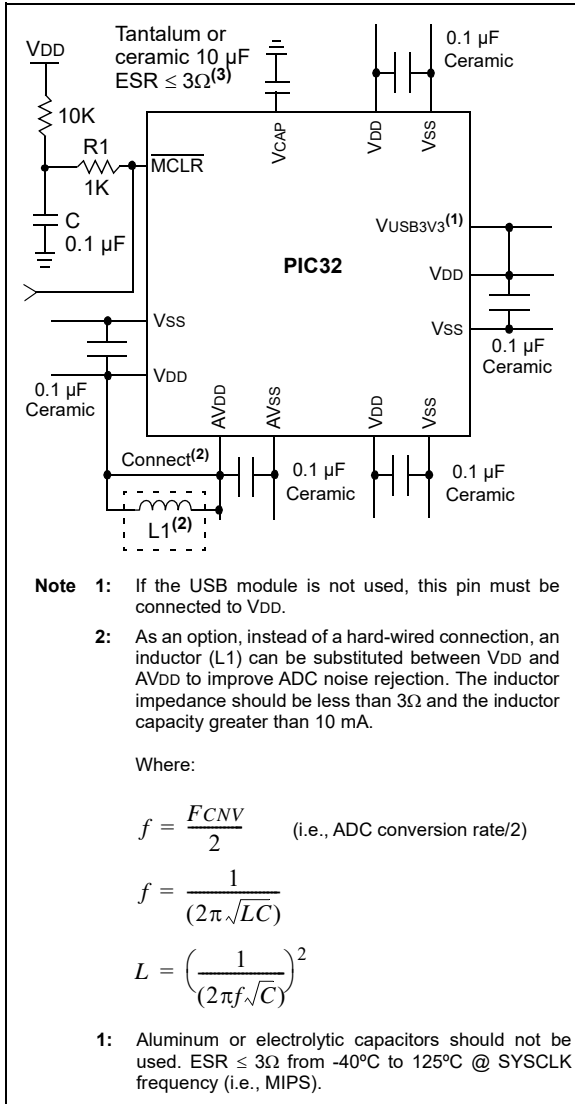 Tantalum or
ceramic 10 µF
ESR ≤ 3Ω(3)
0.1 µF
Ceramic
VDD
10K
R1
1K
C
0.1 µF
MCLR
VCAP
VDD
VSS
VUSB3V3(1)
VDD
VSS
PIC32
0.1 µF
Ceramic
VSS
VDD
0.1 µF
Ceramic
AVDD
AVSS
VDD
VSS
Connect(2)
L1(2)
0.1 µF
Ceramic
0.1 µF
Ceramic
Note 1: If the USB module is not used, this pin must be
connected to VDD.
2: As an option, instead of a hard-wired connection, an
inductor (L1) can be substituted between VDD and
AVDD to improve ADC noise rejection. The inductor
impedance should be less than 3Ω and the inductor
capacity greater than 10 mA.
Where:
f = FCNV / 2 (i.e., ADC conversion rate/2)
f = 1 / (2π√LC)
L = (1 / (2πf√C))²
1: Aluminum or electrolytic capacitors should not be
used. ESR ≤ 3Ω from -40ºC to 125ºC @ SYSCLK
frequency (i.e., MIPS).